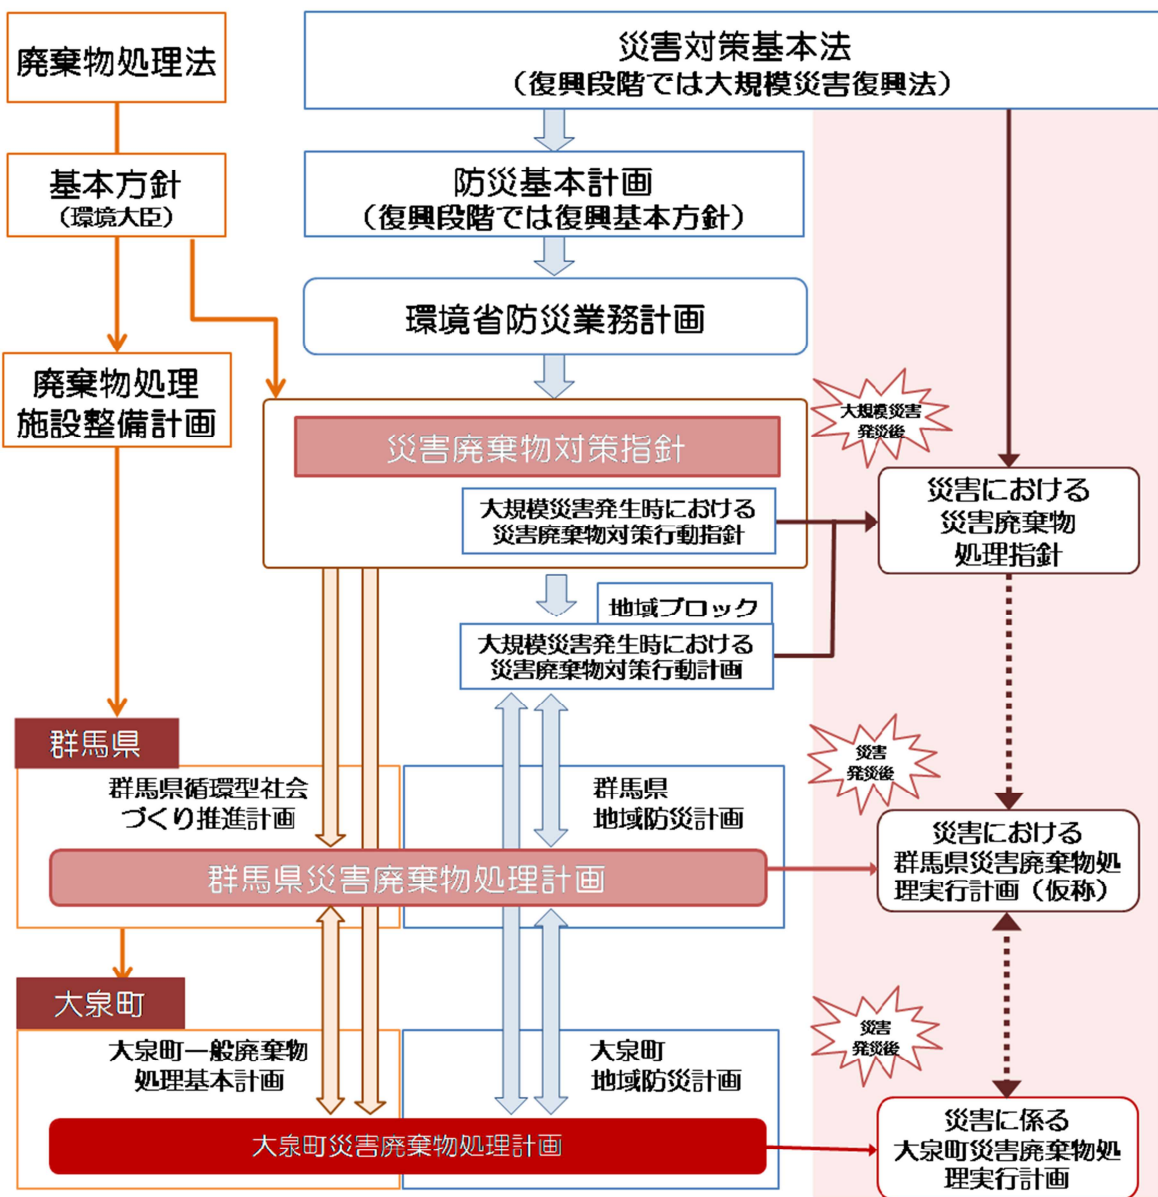 廃棄物処理法
災害対策基本法
（復興段階では大規模災害復興法）
基本方針
（環境大臣）
防災基本計画
（復興段階では復興基本方針）
環境省防災業務計画
廃棄物処理
施設整備計画
災害廃棄物対策指針
大規模災害発生時における
災害廃棄物対策行動指針
大規模災害
発災後
災害における
災害廃棄物
処理指針
地域ブロック
大規模災害発生時における
災害廃棄物対策行動計画
群馬県
群馬県循環型社会
づくり推進計画
群馬県
地域防災計画
災害
発災後
群馬県災害廃棄物処理計画
災害における
群馬県災害廃棄物処
理実行計画（仮称）
大泉町
大泉町一般廃棄物
処理基本計画
大泉町
地域防災計画
災害
発災後
大泉町災害廃棄物処理計画
災害に係る
大泉町災害廃棄物処
理実行計画